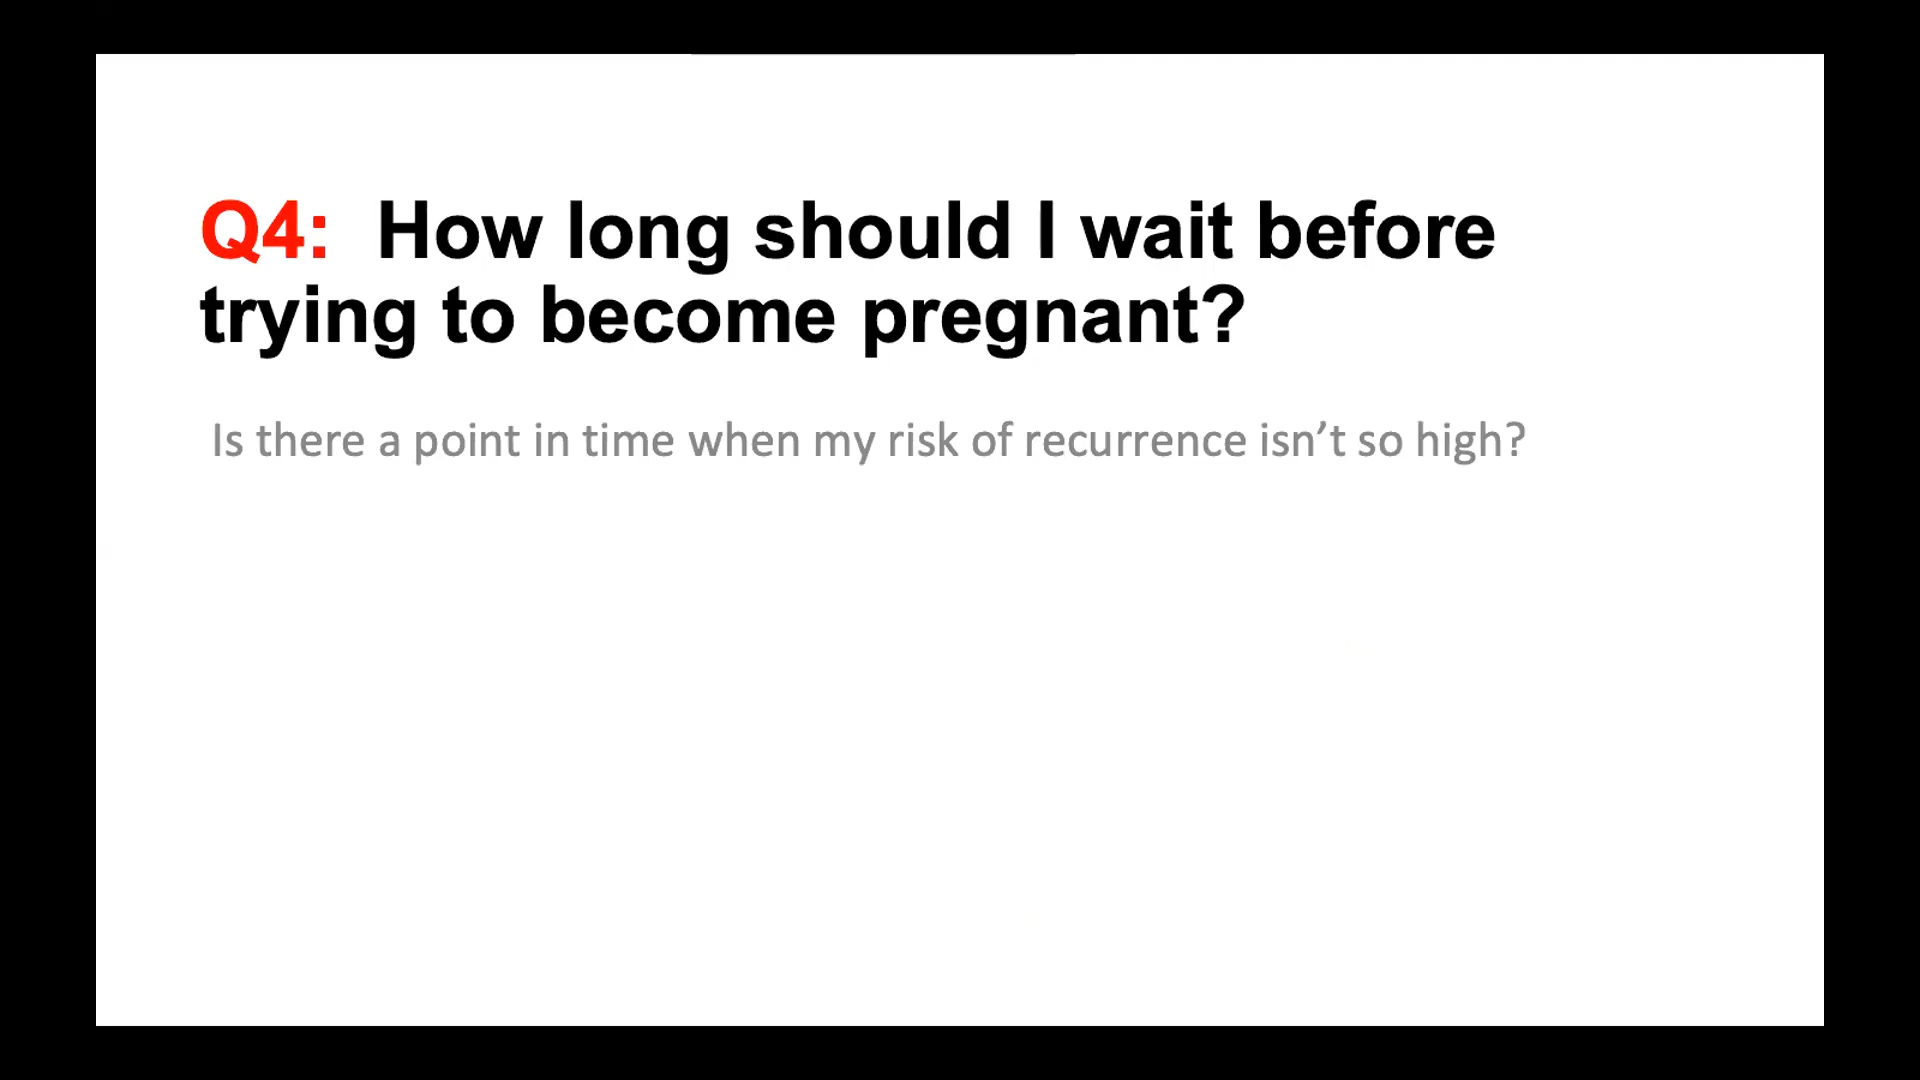 Q4: How long should I wait before
trying to become pregnant?
Is there a point in time when my risk of recurrence isn’t so high?